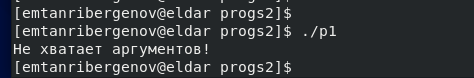 [emtanribergenov@eldar progs2]$
[emtanribergenov@eldar progs2]$ ./p1
Не хватает аргументов!
[emtanribergenov@eldar progs2]$